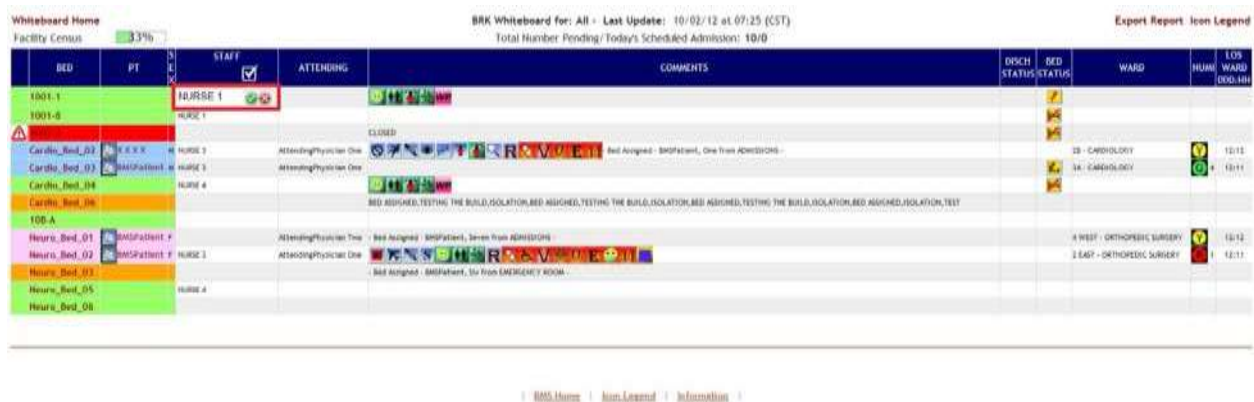 Whiteboard Home BRK Whiteboard for: All - Last Update: 10/02/12 at 07:25 (CST) Export Report Icon Legend
Facility Census 33% Total Number Pending/Today's Scheduled Admission: 10/0
BED PT SEX STAFF ATTENDING COMMENTS DISCH STATUS BED STATUS WARD NUMI LOS WARD DDD:HH
1001-1 NURSE 1
1001-B NURSE 1
CLOSED
Cardio_Bed_02 X X X X M NURSE 3 AttendingPhysician One R V E Bed Assigned - BMSPatient, One from ADMISSIONS - 2B - CARDIOLOGY Y 12:12
Cardio_Bed_03 BMSPatient M NURSE 3 AttendingPhysician One 3A - CARDIOLOGY 12:11
Cardio_Bed_04 NURSE 4
Cardio_Bed_06 BED ASSIGNED,TESTING THE BUILD,ISOLATION,BED ASSIGNED,TESTING THE BUILD,ISOLATION,BED ASSIGNED,TESTING THE BUILD,ISOLATION,BED ASSIGNED,ISOLATION,TEST
108-A
Neuro_Bed_01 BMSPatient F AttendingPhysician Two - Bed Assigned - BMSPatient, Seven from ADMISSIONS - 4 WEST - ORTHOPEDIC SURGERY Y 12:12
Neuro_Bed_02 BMSPatient F NURSE 2 AttendingPhysician One R V E 2 EAST - ORTHOPEDIC SURGERY 12:11
Neuro_Bed_03 - Bed Assigned - BMSPatient, Six from EMERGENCY ROOM -
Neuro_Bed_05 NURSE 4
Neuro_Bed_06
| BMS Home | Icon Legend | Information |